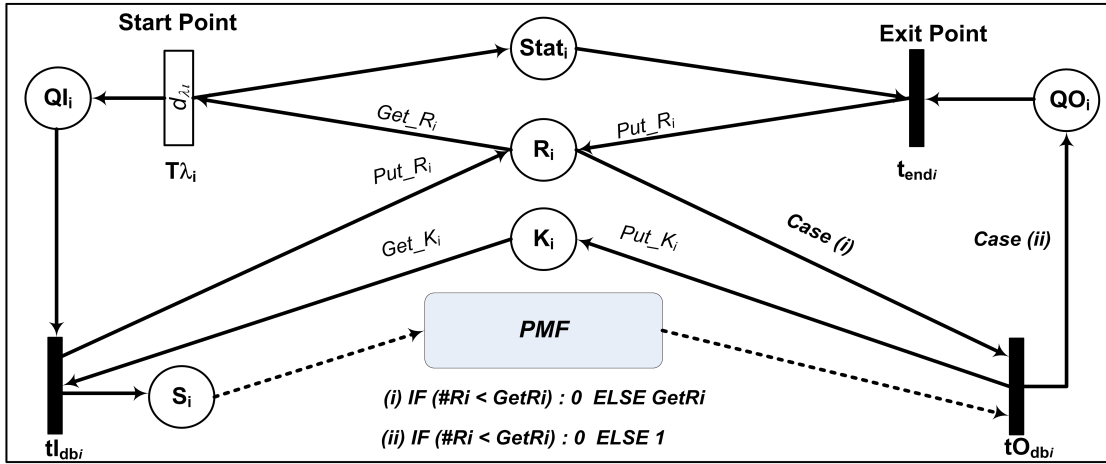 Start Point
Stat_i
Exit Point
QI_i
d_λi
QO_i
Get_R_i
Put_R_i
R_i
Tλ_i
t_endi
Put_R_i
Get_K_i
K_i
Put_K_i
Case (i)
Case (ii)
PMF
S_i
(i) IF (#Ri < GetRi) : 0 ELSE GetRi
(ii) IF (#Ri < GetRi) : 0 ELSE 1
tI_dbi
tO_dbi